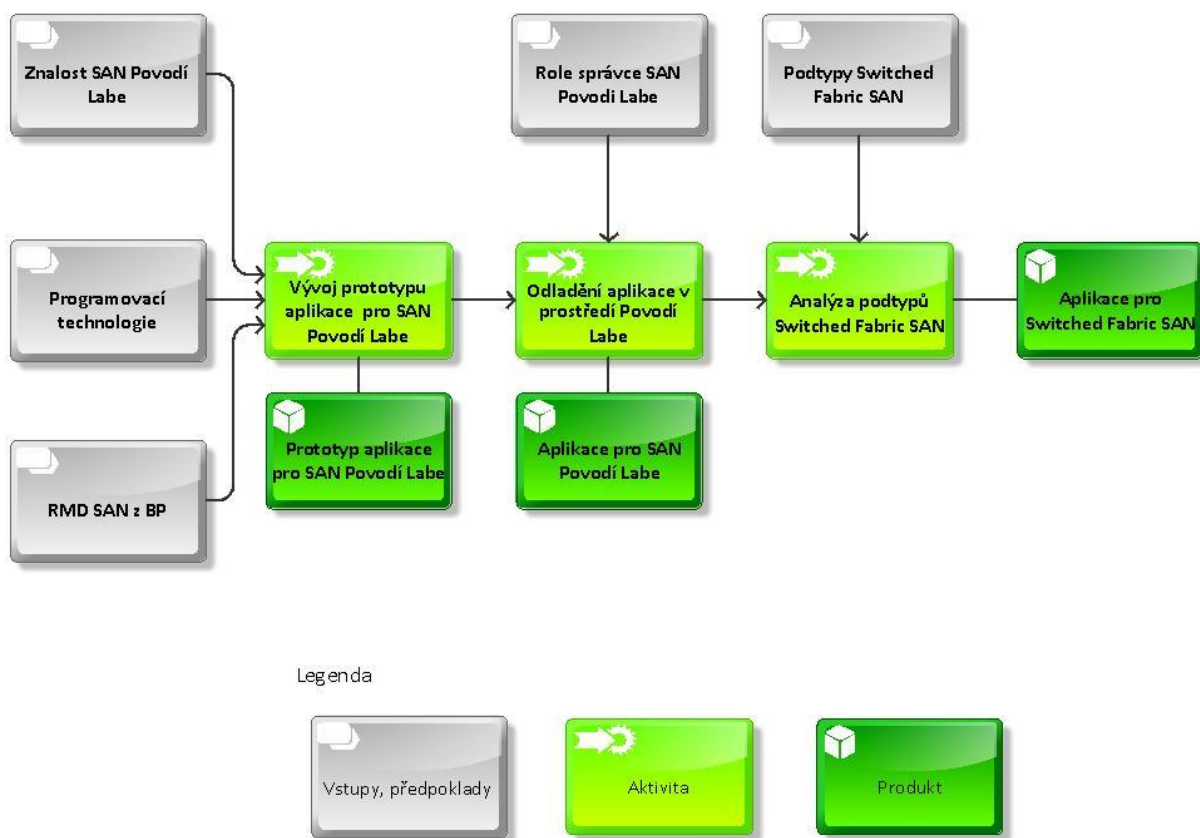 Znalost SAN Povodí
Labe
Role správce SAN
Povodi Labe
Podtypy Switched
Fabric SAN
Programovací
technologie
Vývoj prototypu
aplikace pro SAN
Povodí Labe
Odladění aplikace v
prostředí Povodí
Labe
Analýza podtypů
Switched Fabric SAN
Aplikace pro
Switched Fabric SAN
Prototyp aplikace
pro SAN Povodí Labe
Aplikace pro SAN
Povodí Labe
RMD SAN z BP
Legenda
Vstupy, předpoklady
Aktivita
Produkt